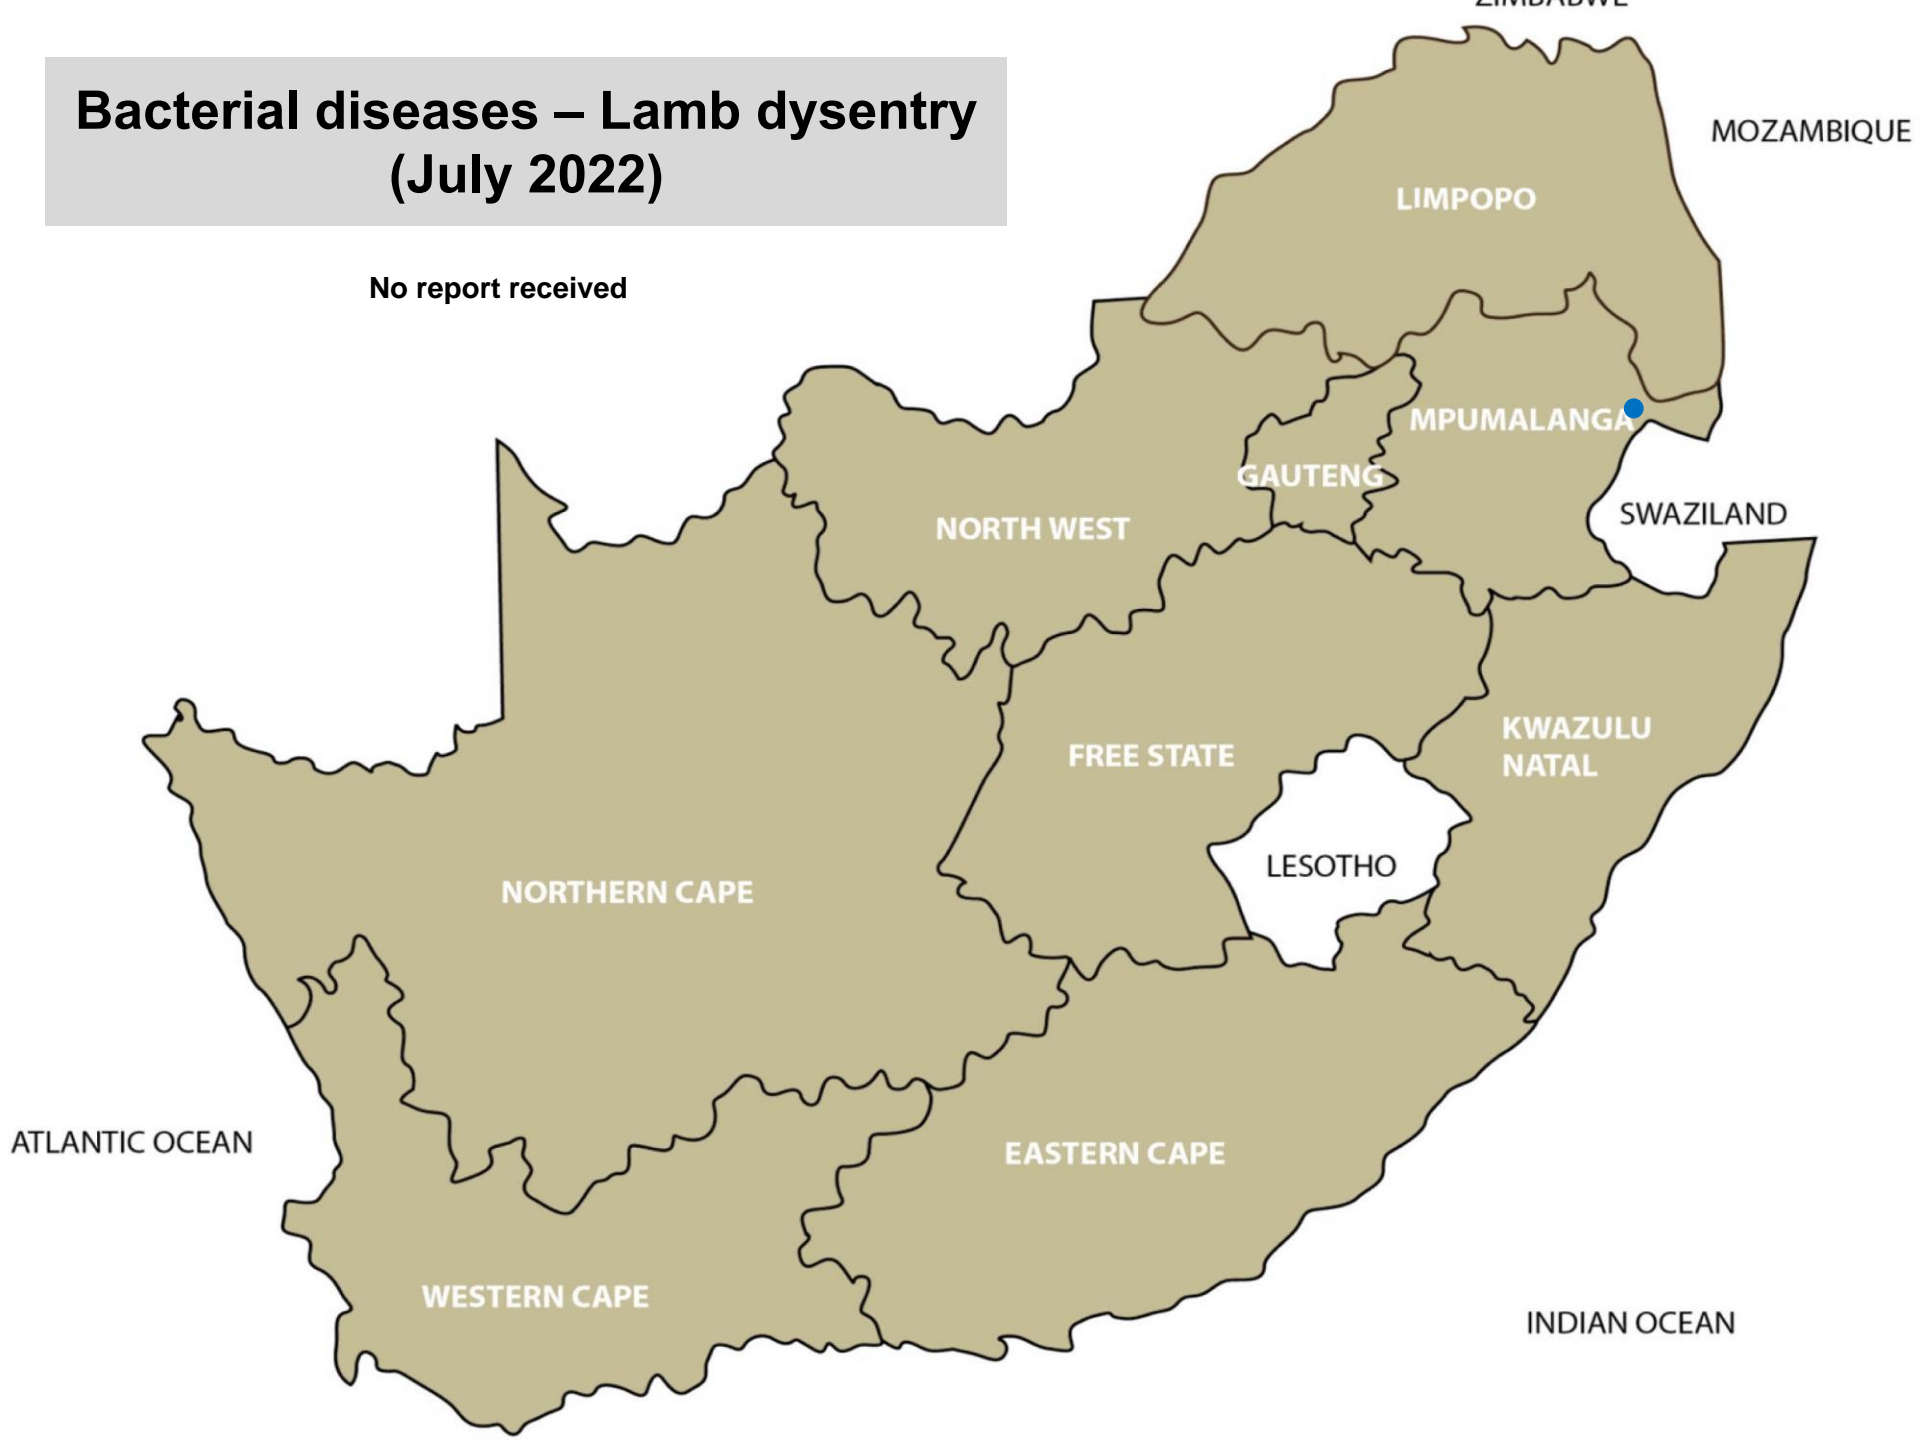 ZIMBABWE
Bacterial diseases – Lamb dysentry
(July 2022)
MOZAMBIQUE
LIMPOPO
No report received
MPUMALANGA
GAUTENG
SWAZILAND
NORTH WEST
KWAZULU
NATAL
FREE STATE
LESOTHO
NORTHERN CAPE
ATLANTIC OCEAN
EASTERN CAPE
WESTERN CAPE
INDIAN OCEAN